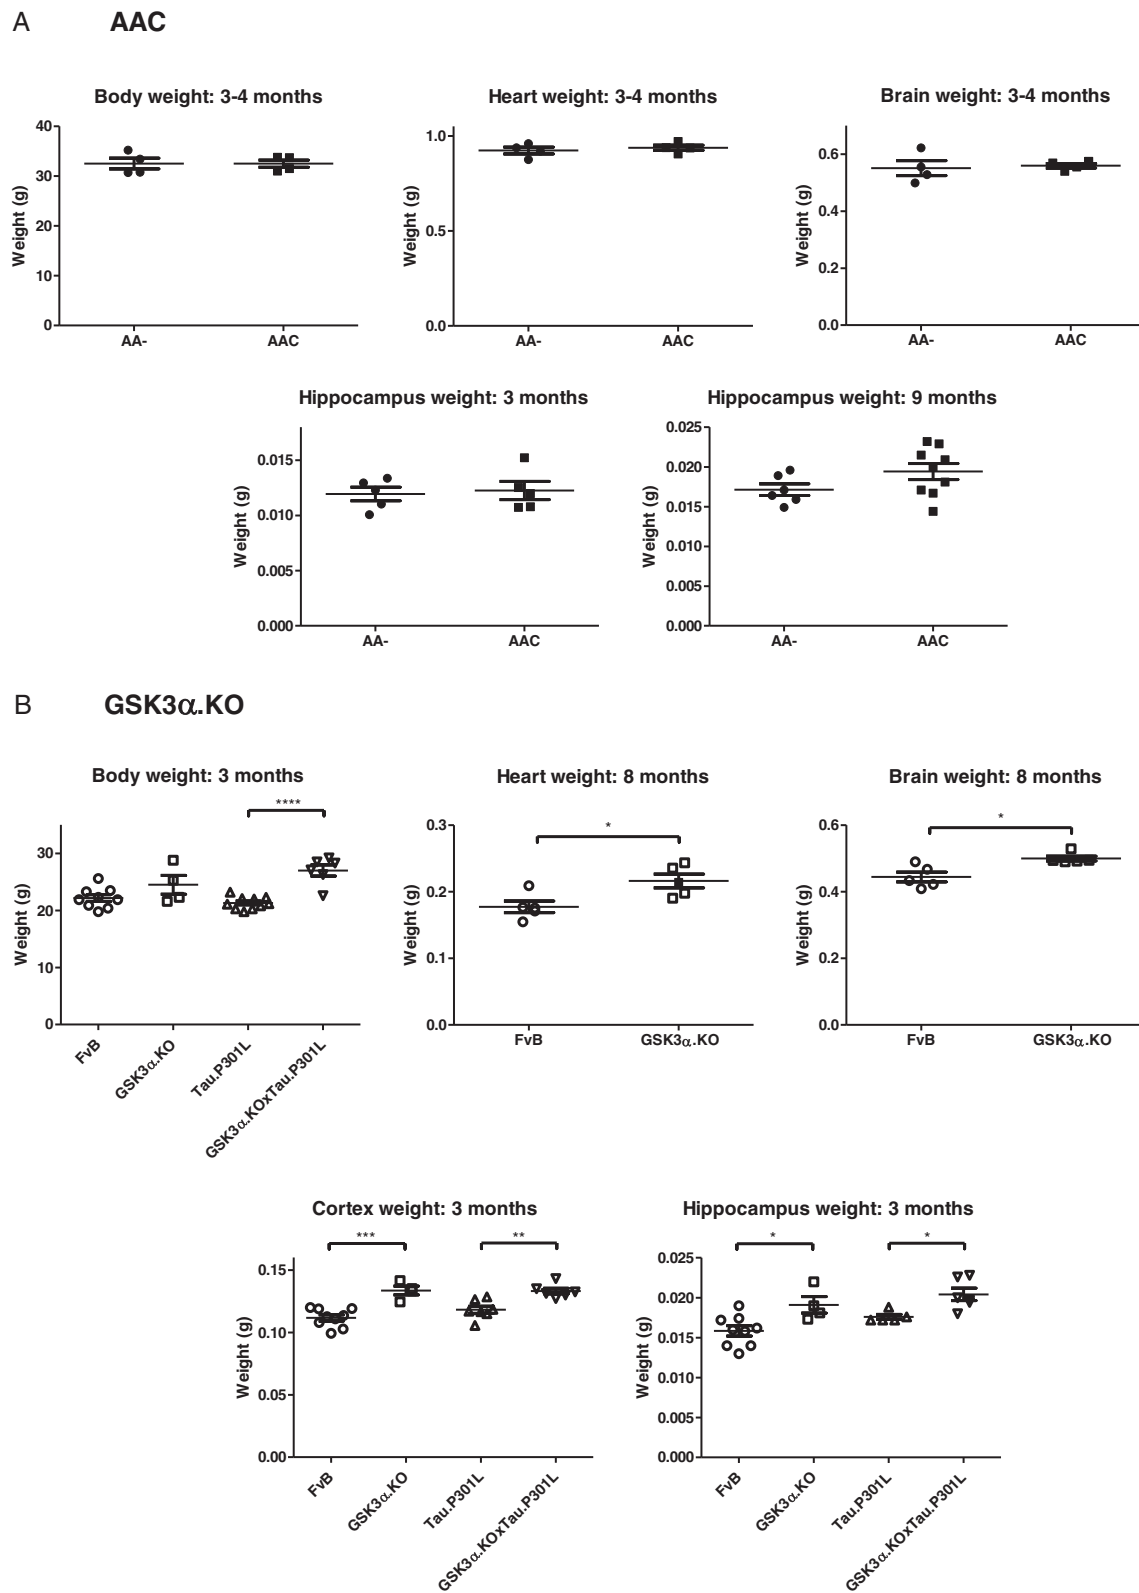 A AAC
Body weight: 3-4 months
Weight (g)
40
30
20
10
0
AA- AAC
Heart weight: 3-4 months
Weight (g)
1.0
0.5
0.0
AA- AAC
Brain weight: 3-4 months
Weight (g)
0.6
0.4
0.2
0.0
AA- AAC
Hippocampus weight: 3 months
Weight (g)
0.015
0.010
0.005
0.000
AA- AAC
Hippocampus weight: 9 months
Weight (g)
0.025
0.020
0.015
0.010
0.005
0.000
AA- AAC
B GSK3α.KO
Body weight: 3 months
****
Weight (g)
30
20
10
0
FvB
GSK3α.KO
Tau.P301L
GSK3α.KOxTau.P301L
Heart weight: 8 months
*
Weight (g)
0.3
0.2
0.1
0.0
FvB GSK3α.KO
Brain weight: 8 months
*
Weight (g)
0.6
0.4
0.2
0.0
FvB GSK3α.KO
Cortex weight: 3 months
*** **
Weight (g)
0.15
0.10
0.05
0.00
FvB
GSK3α.KO
Tau.P301L
GSK3α.KOxTau.P301L
Hippocampus weight: 3 months
* *
Weight (g)
0.025
0.020
0.015
0.010
0.005
0.000
FvB
GSK3α.KO
Tau.P301L
GSK3α.KOxTau.P301L